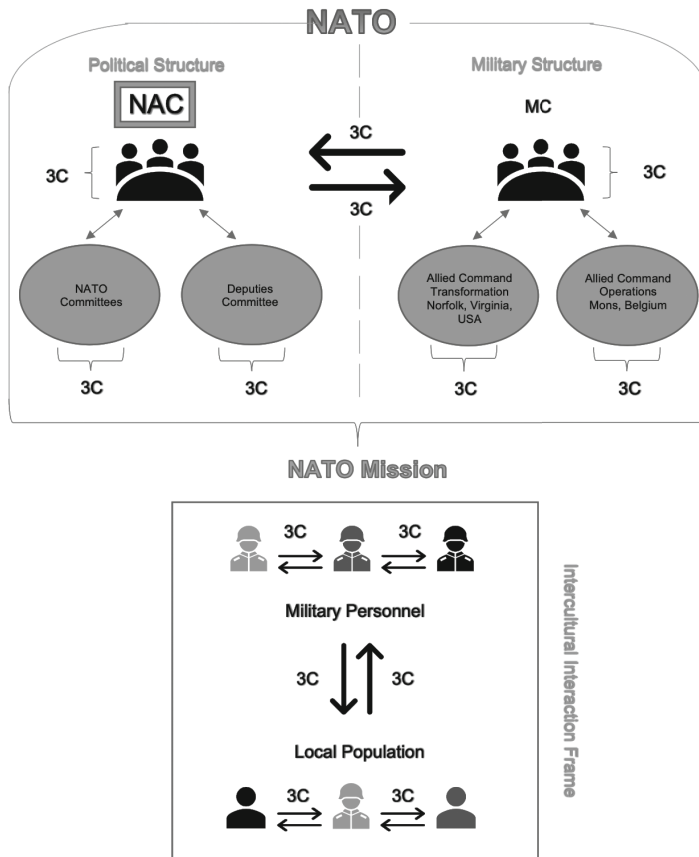 NATO
Political Structure
Military Structure
NAC
MC
3C
3C
3C
3C
NATO
Committees
Deputies
Committee
Allied Command
Transformation
Norfolk, Virginia,
USA
Allied Command
Operations
Mons, Belgium
3C
3C
3C
3C
NATO Mission
3C
3C
Military Personnel
3C
3C
Local Population
3C
3C
Intercultural Interaction Frame